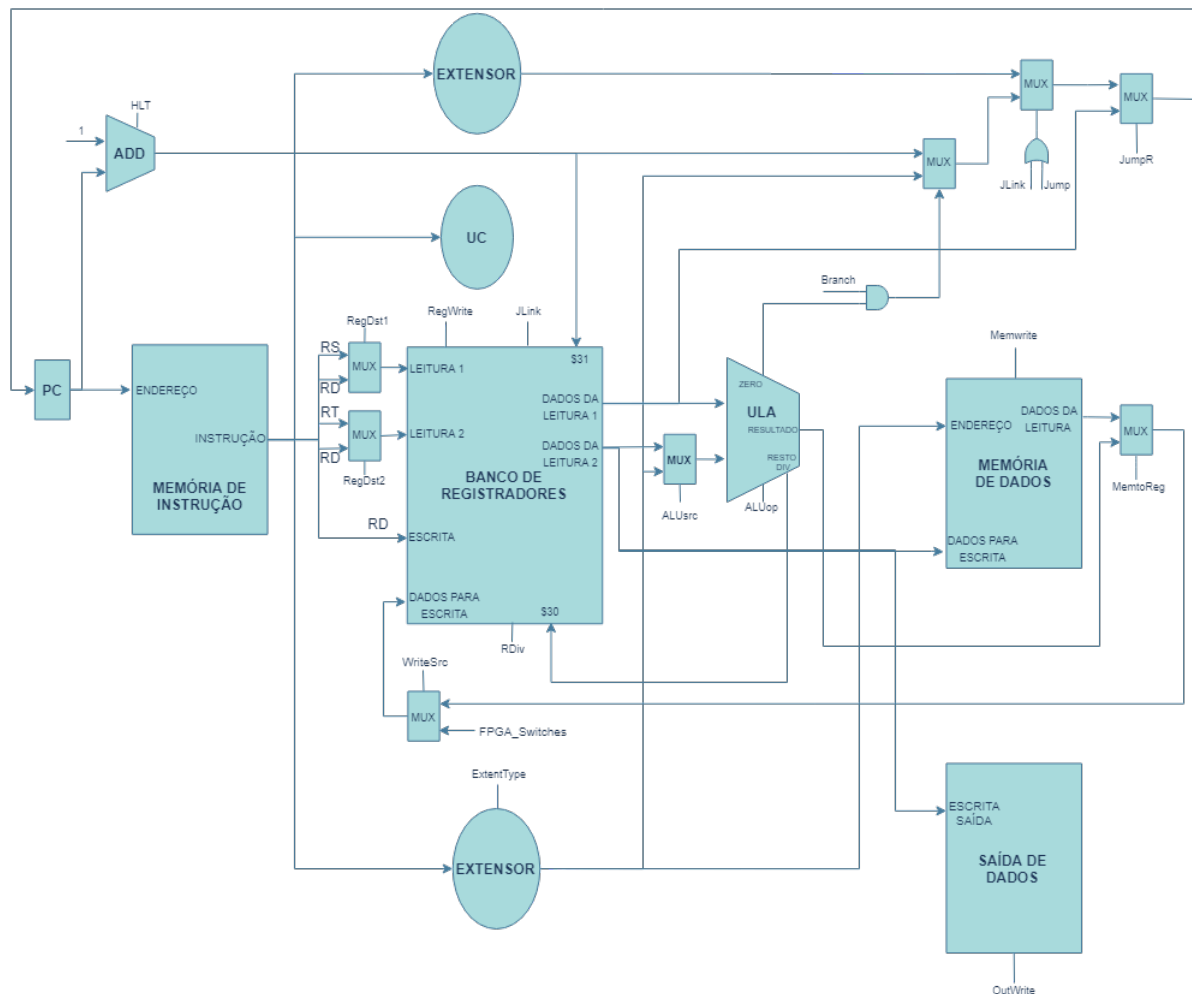 EXTENSOR
MUX
MUX
HLT
1
ADD
MUX
JumpR
JLink
Jump
UC
Branch
RegWrite
JLink
RegDst1
Memwrite
RS
MUX
RD
$31
LEITURA 1
PC
ENDEREÇO
ZERO
DADOS DA
LEITURA 1
ULA
RT
MUX
RD
LEITURA 2
INSTRUÇÃO
DADOS DA
LEITURA 2
RESULTADO
RESTO
DIV
MUX
ENDEREÇO
DADOS DA
LEITURA
MUX
MEMÓRIA DE
INSTRUÇÃO
RegDst2
BANCO DE
REGISTRADORES
ALUsrc
ALUop
MEMÓRIA
DE DADOS
MemtoReg
RD
ESCRITA
DADOS PARA
ESCRITA
DADOS PARA
ESCRITA
$30
RDiv
WriteSrc
MUX
FPGA_Switches
ExtentType
EXTENSOR
ESCRITA
SAÍDA
SAÍDA DE
DADOS
OutWrite